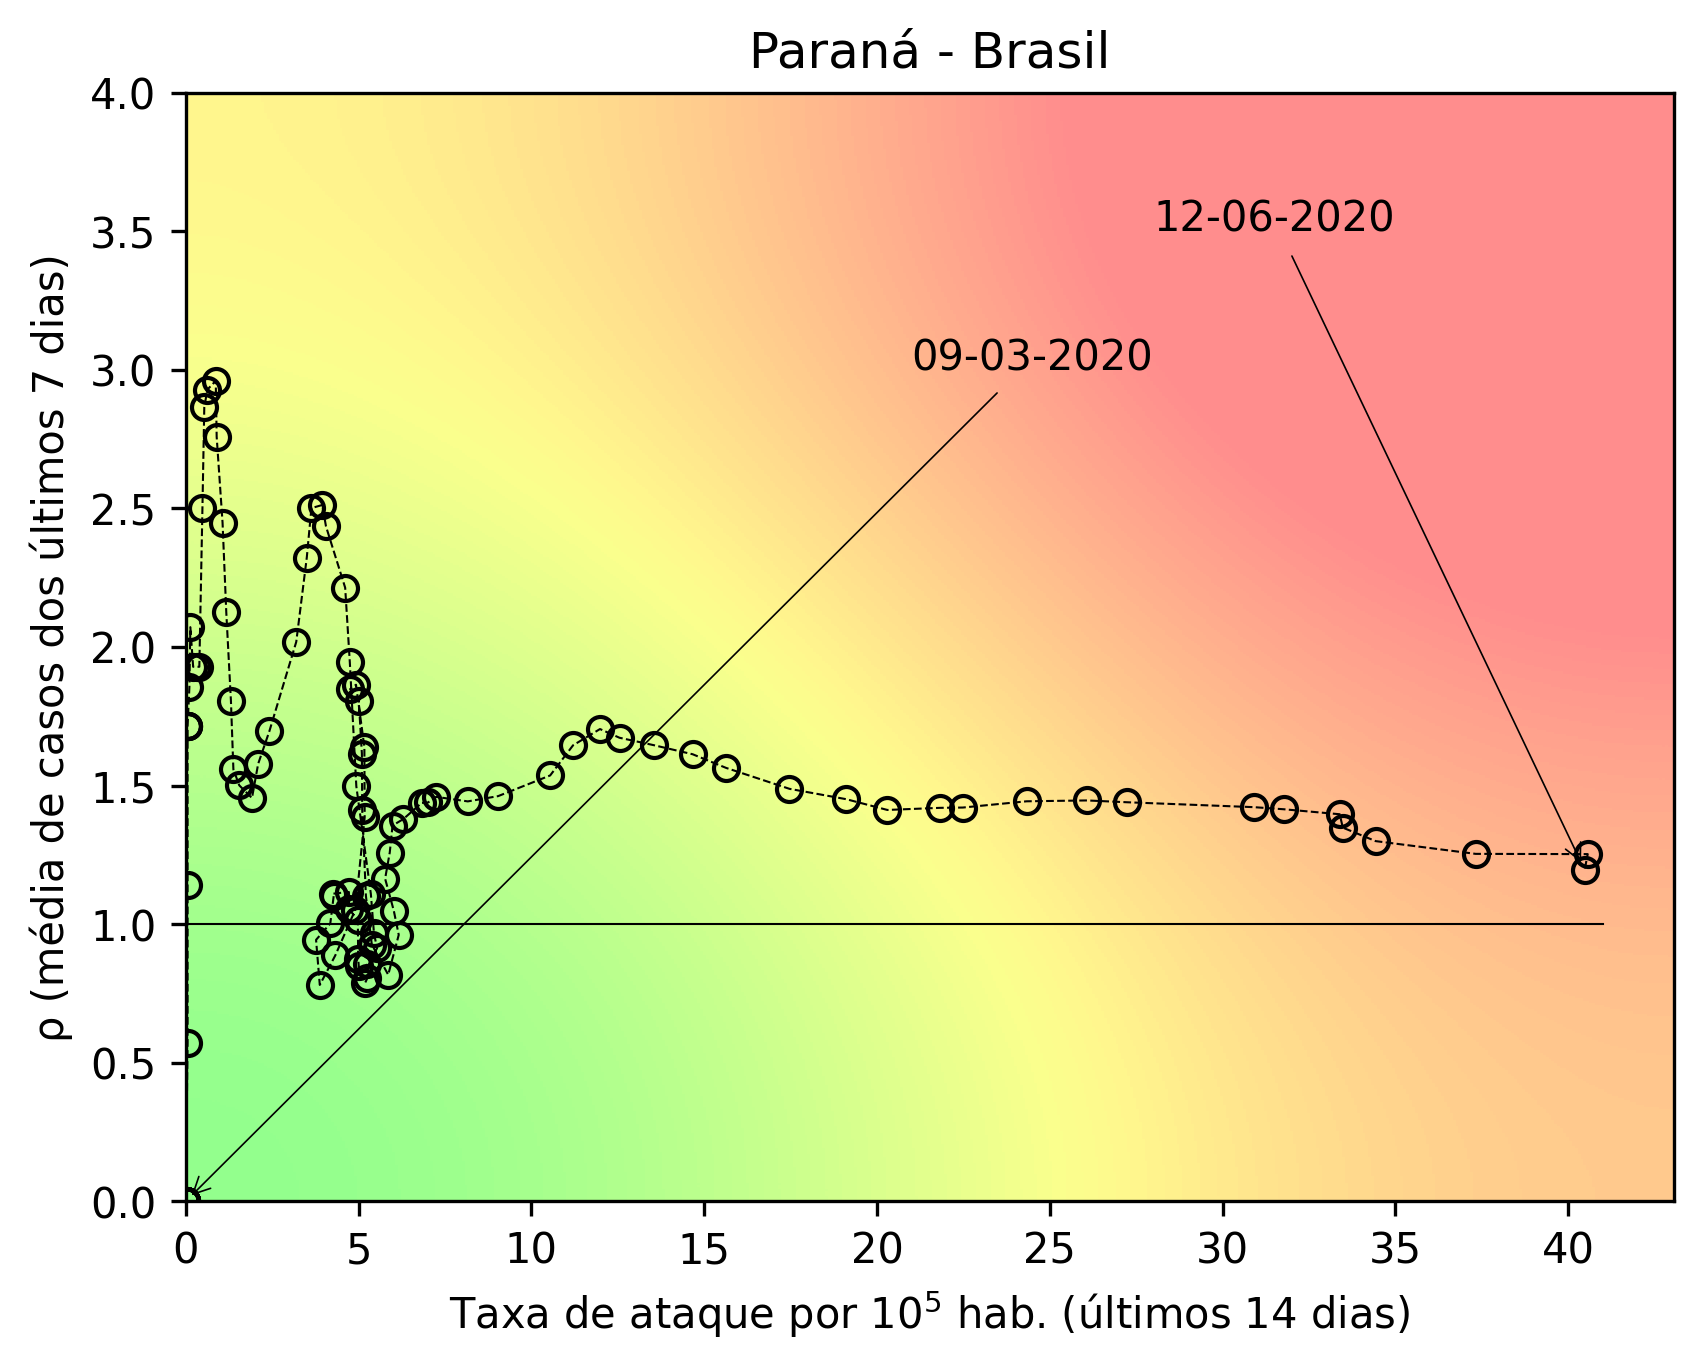 Paraná - Brasil
4.0
3.5
3.0
2.5
2.0
1.5
1.0
0.5
0.0
ρ (média de casos dos últimos 7 dias)
12-06-2020
09-03-2020
0 5 10 15 20 25 30 35 40
Taxa de ataque por 10⁵ hab. (últimos 14 dias)